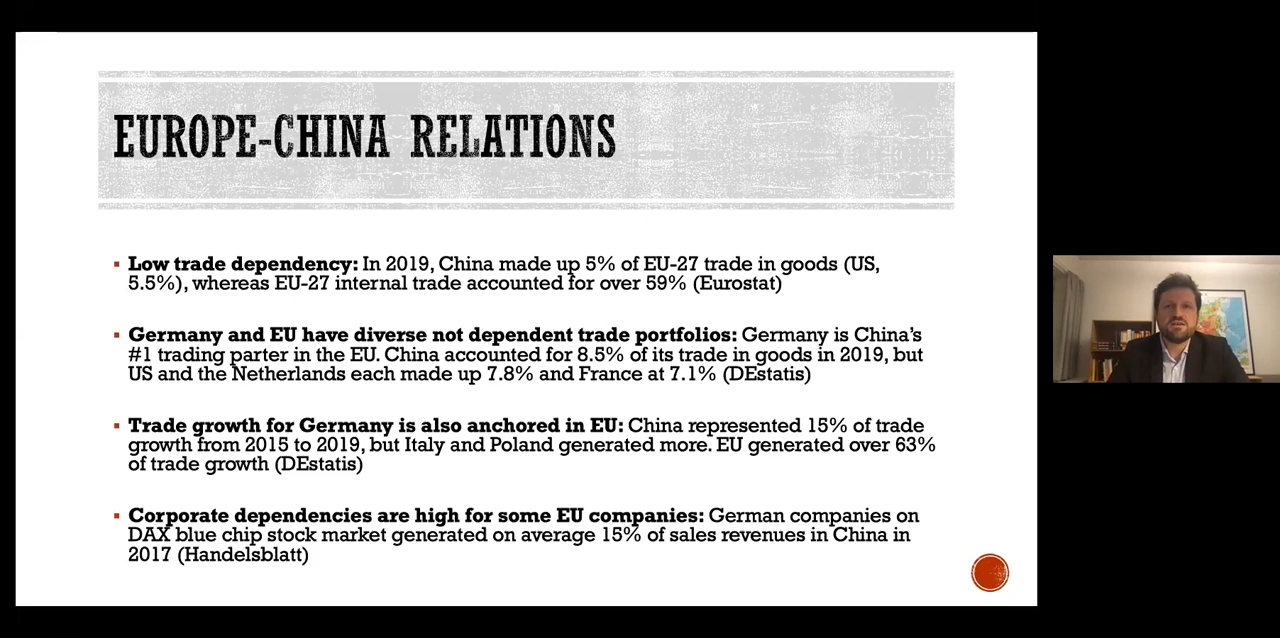 EUROPE-CHINA RELATIONS
▪ Low trade dependency: In 2019, China made up 5% of EU-27 trade in goods (US,
5.5%), whereas EU-27 internal trade accounted for over 59% (Eurostat)
▪ Germany and EU have diverse not dependent trade portfolios: Germany is China's
#1 trading parter in the EU. China accounted for 8.5% of its trade in goods in 2019, but
US and the Netherlands each made up 7.8% and France at 7.1% (DEstatis)
▪ Trade growth for Germany is also anchored in EU: China represented 15% of trade
growth from 2015 to 2019, but Italy and Poland generated more. EU generated over 63%
of trade growth (DEstatis)
▪ Corporate dependencies are high for some EU companies: German companies on
DAX blue chip stock market generated on average 15% of sales revenues in China in
2017 (Handelsblatt)